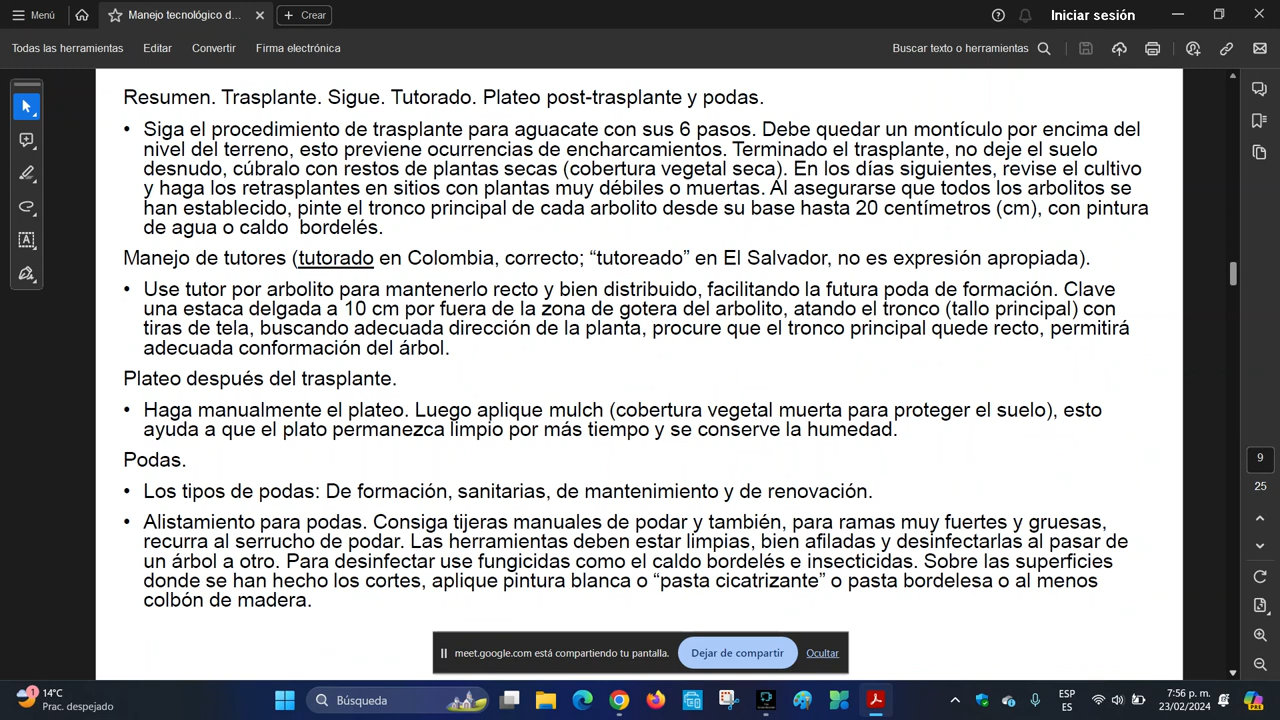 Menú
Manejo tecnológico d...
Crear
Iniciar sesión
Todas las herramientas
Editar
Convertir
Firma electrónica
Buscar texto o herramientas
Resumen. Trasplante. Sigue. Tutorado. Plateo post-trasplante y podas.
• Siga el procedimiento de trasplante para aguacate con sus 6 pasos. Debe quedar un montículo por encima del
nivel del terreno, esto previene ocurrencias de encharcamientos. Terminado el trasplante, no deje el suelo
desnudo, cúbralo con restos de plantas secas (cobertura vegetal seca). En los días siguientes, revise el cultivo
y haga los retrasplantes en sitios con plantas muy débiles o muertas. Al asegurarse que todos los arbolitos se
han establecido, pinte el tronco principal de cada arbolito desde su base hasta 20 centímetros (cm), con pintura
de agua o caldo bordelés.
Manejo de tutores (tutorado en Colombia, correcto; “tutoreado” en El Salvador, no es expresión apropiada).
• Use tutor por arbolito para mantenerlo recto y bien distribuido, facilitando la futura poda de formación. Clave
una estaca delgada a 10 cm por fuera de la zona de gotera del arbolito, atando el tronco (tallo principal) con
tiras de tela, buscando adecuada dirección de la planta, procure que el tronco principal quede recto, permitirá
adecuada conformación del árbol.
Plateo después del trasplante.
• Haga manualmente el plateo. Luego aplique mulch (cobertura vegetal muerta para proteger el suelo), esto
ayuda a que el plato permanezca limpio por más tiempo y se conserve la humedad.
Podas.
• Los tipos de podas: De formación, sanitarias, de mantenimiento y de renovación.
• Alistamiento para podas. Consiga tijeras manuales de podar y también, para ramas muy fuertes y gruesas,
recurra al serrucho de podar. Las herramientas deben estar limpias, bien afiladas y desinfectarlas al pasar de
un árbol a otro. Para desinfectar use fungicidas como el caldo bordelés e insecticidas. Sobre las superficies
donde se han hecho los cortes, aplique pintura blanca o “pasta cicatrizante” o pasta bordelesa o al menos
colbón de madera.
9
25
meet.google.com está compartiendo tu pantalla.
Dejar de compartir
Ocultar
1
14°C
Prac. despejado
Búsqueda
ESP
ES
7:56 p. m.
23/02/2024